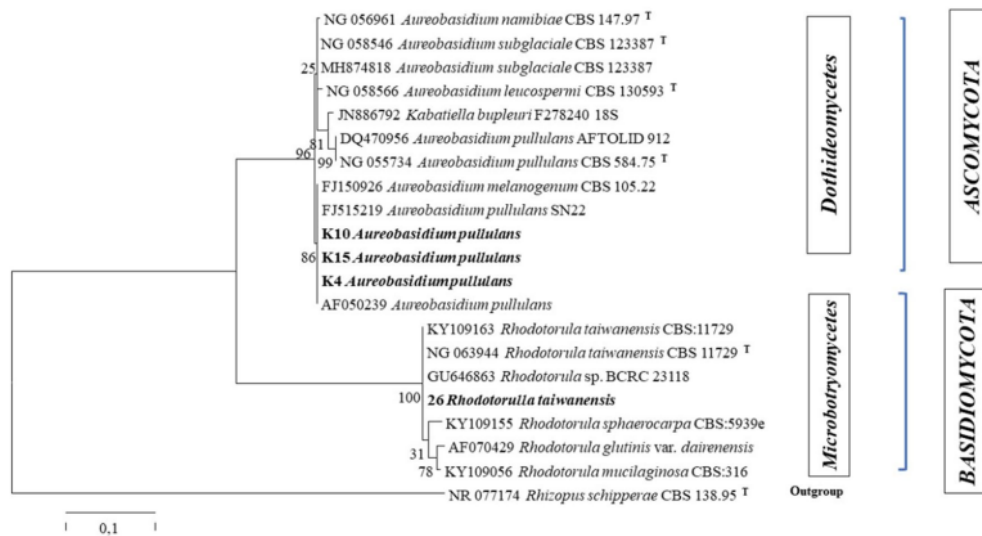 NG 056961 Aureobasidium namibiae CBS 147.97 T
NG 058546 Aureobasidium subglaciale CBS 123387 T
MH874818 Aureobasidium subglaciale CBS 123387
25
NG 058566 Aureobasidium leucospermi CBS 130593 T
JN886792 Kabatiella bupleuri F278240 18S
81
DQ470956 Aureobasidium pullulans AFTOLID 912
96
99
NG 055734 Aureobasidium pullulans CBS 584.75 T
FJ150926 Aureobasidium melanogenum CBS 105.22
FJ515219 Aureobasidium pullulans SN22
K10 Aureobasidium pullulans
K15 Aureobasidium pullulans
86
K4 Aureobasidium pullulans
AF050239 Aureobasidium pullulans
Dothideomycetes
ASCOMYCOTA
KY109163 Rhodotorula taiwanensis CBS:11729
NG 063944 Rhodotorula taiwanensis CBS 11729 T
GU646863 Rhodotorula sp. BCRC 23118
100
26 Rhodotorulla taiwanensis
KY109155 Rhodotorula sphaerocarpa CBS:5939e
AF070429 Rhodotorula glutinis var. dairenensis
31
78
KY109056 Rhodotorula mucilaginosa CBS:316
Microbotryomycetes
BASIDIOMYCOTA
NR 077174 Rhizopus schipperae CBS 138.95 T
Outgroup
0,1